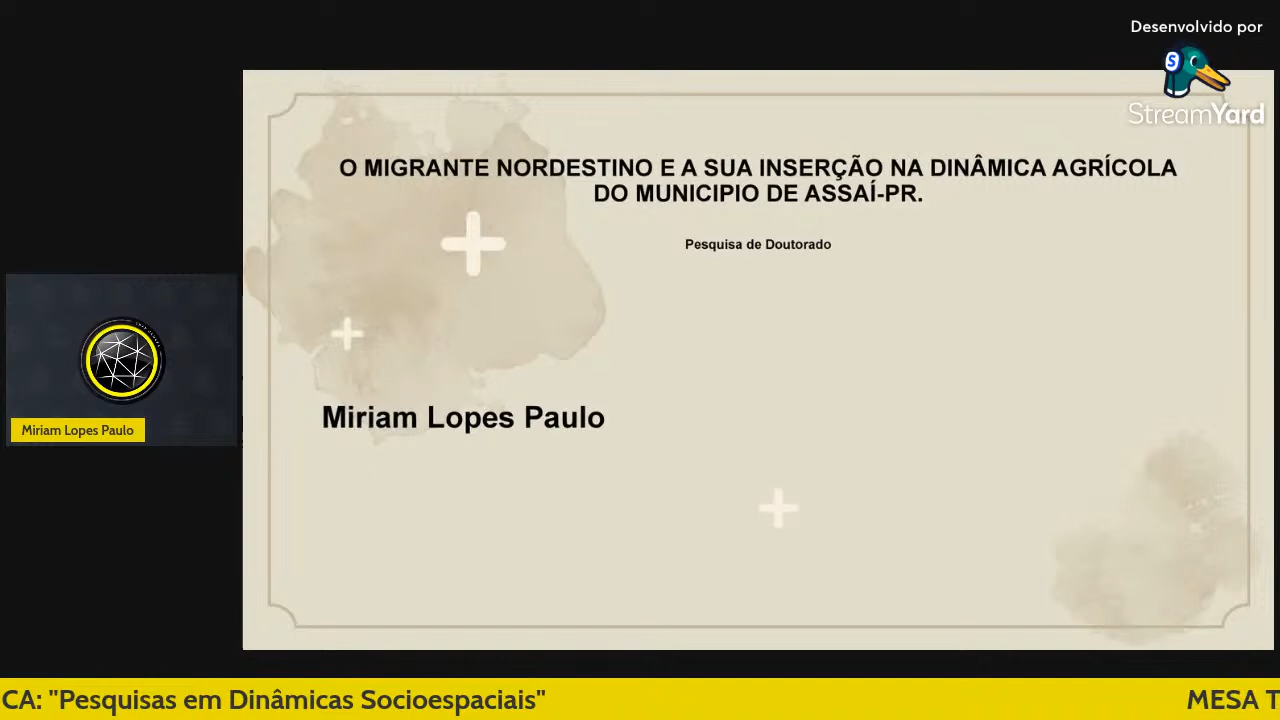 Desenvolvido por
StreamYard
O MIGRANTE NORDESTINO E A SUA INSERÇÃO NA DINÂMICA AGRÍCOLA
DO MUNICIPIO DE ASSAÍ-PR.
Pesquisa de Doutorado
Miriam Lopes Paulo
Miriam Lopes Paulo
CA: "Pesquisas em Dinâmicas Socioespaciais"
MESA T